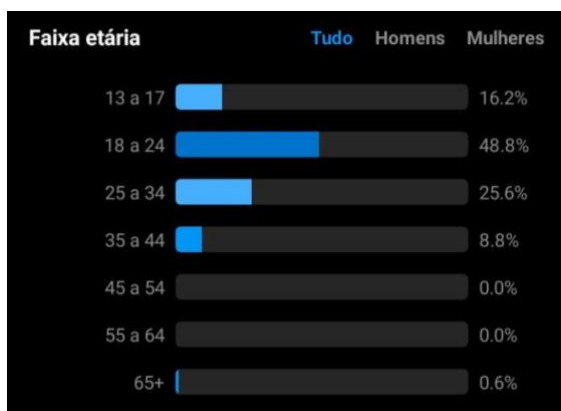 Faixa etária Tudo Homens Mulheres
13 a 17 16.2%
18 a 24 48.8%
25 a 34 25.6%
35 a 44 8.8%
45 a 54 0.0%
55 a 64 0.0%
65+ 0.6%